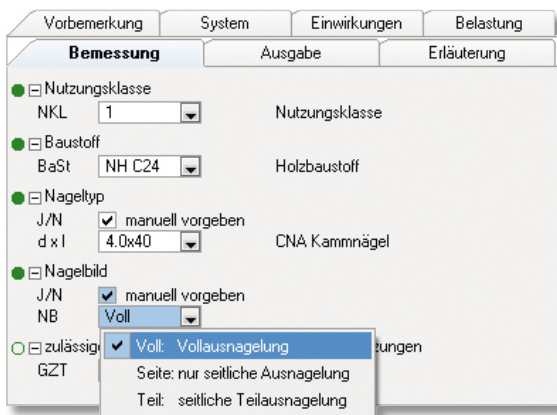 Vorbemerkung System Einwirkungen Belastung
Bemessung Ausgabe Erläuterung
Nutzungsklasse
NKL 1 Nutzungsklasse
Baustoff
BaSt NH C24 Holzbaustoff
Nageltyp
J/N manuell vorgeben
d x l 4.0x40 CNA Kammnägel
Nagelbild
J/N manuell vorgeben
NB Voll
Voll: Vollausnagelung
GZT
Seite: nur seitliche Ausnagelung
Teil: seitliche Teilausnagelung